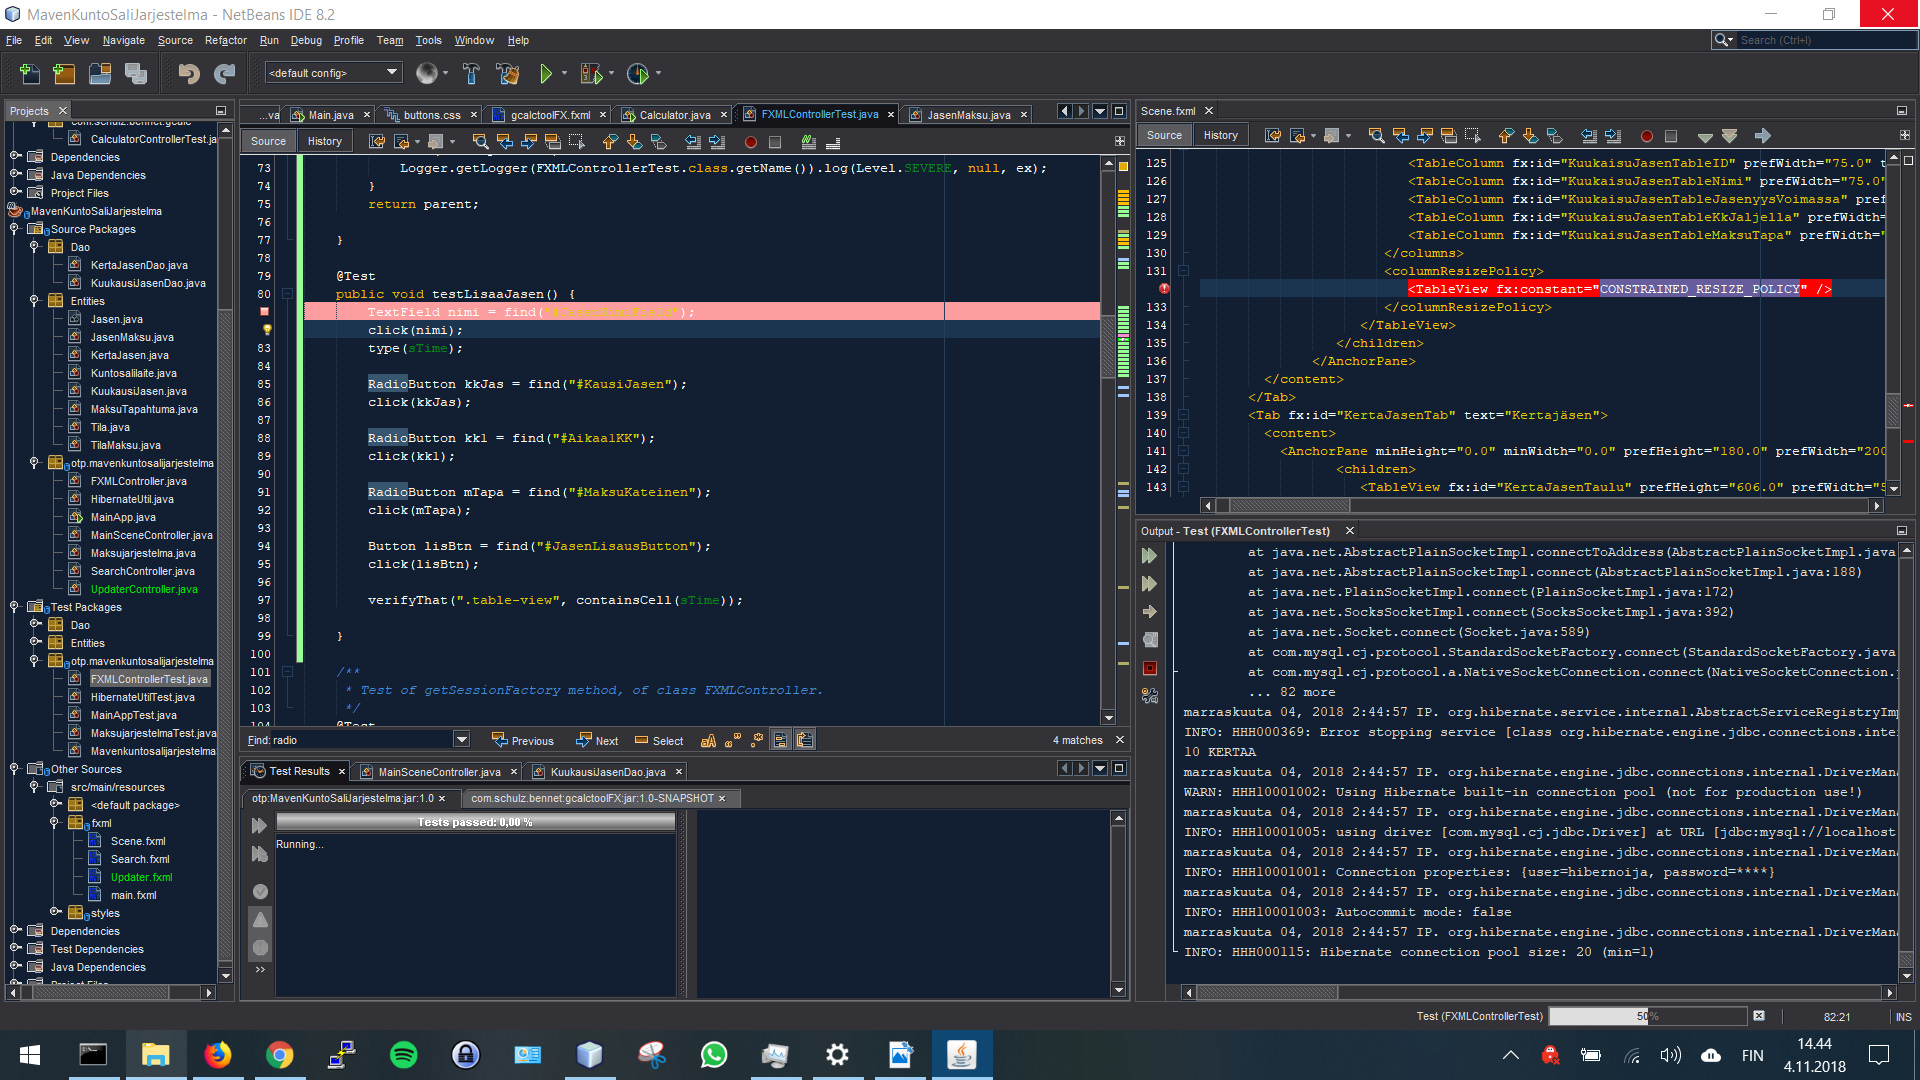 MavenKuntoSaliJarjestelma - NetBeans IDE 8.2
File Edit View Navigate Source Refactor Run Debug Profile Team Tools Window Help
Search (Ctrl+I)
<default config>
Projects
CalculatorControllerTest.ja
Dependencies
Java Dependencies
Project Files
MavenKuntoSaliJarjestelma
Source Packages
Dao
KertaJasenDao.java
KuukausiJasenDao.java
Entities
Jasen.java
JasenMaksu.java
KertaJasen.java
Kuntosalilaite.java
KuukausiJasen.java
MaksuTapahtuma.java
Tila.java
TilaMaksu.java
otp.mavenkuntosalijarjestelma
FXMLController.java
HibernateUtil.java
MainApp.java
MainSceneController.java
Maksujarjestelma.java
SearchController.java
UpdaterController.java
Test Packages
Dao
Entities
otp.mavenkuntosalijarjestelma
FXMLControllerTest.java
HibernateUtilTest.java
MainAppTest.java
MaksujarjestelmaTest.java
Mavenkuntosalijarjestelma
Other Sources
src/main/resources
<default package>
fxml
Scene.fxml
Search.fxml
Updater.fxml
main.fxml
styles
Dependencies
Test Dependencies
Java Dependencies
...va Main.java buttons.css gcalctoolFX.fxml Calculator.java FXMLControllerTest.java JasenMaksu.java
Source History
73 Logger.getLogger(FXMLControllerTest.class.getName()).log(Level.SEVERE, null, ex);
74 }
75 return parent;
76
77 }
78
79 @Test
80 public void testLisaaJasen() {
TextField nimi = find(
click(nimi);
83 type(sTime);
84
85 RadioButton kkJas = find("#KausiJasen");
86 click(kkJas);
87
88 RadioButton kk1 = find("#Aikaa1KK");
89 click(kk1);
90
91 RadioButton mTapa = find("#MaksuKateinen");
92 click(mTapa);
93
94 Button lisBtn = find("#JasenLisausButton");
95 click(lisBtn);
96
97 verifyThat(".table-view", containsCell(sTime));
98
99 }
100
101 /**
102 * Test of getSessionFactory method, of class FXMLController.
103 */
104 @Test
Find: radio Previous Next Select 4 matches
Test Results MainSceneController.java KuukausiJasenDao.java
otp:MavenKuntoSaliJarjestelma:jar:1.0 com.schulz.bennet:gcalctoolFX:jar:1.0-SNAPSHOT
Tests passed: 0,00 %
Running...
Scene.fxml
Source History
125 <TableColumn fx:id="KuukaisuJasenTableID" prefWidth="75.0" t
126 <TableColumn fx:id="KuukaisuJasenTableNimi" prefWidth="75.0"
127 <TableColumn fx:id="KuukaisuJasenTableJasenyysVoimassa" pref
128 <TableColumn fx:id="KuukaisuJasenTableKkJaljella" prefWidth=
129 <TableColumn fx:id="KuukaisuJasenTableMaksuTapa" prefWidth="
130 </columns>
131 <columnResizePolicy>
<TableView fx:constant="CONSTRAINED_RESIZE_POLICY" />
133 </columnResizePolicy>
134 </TableView>
135 </children>
136 </AnchorPane>
137 </content>
138 </Tab>
139 <Tab fx:id="KertaJasenTab" text="Kertajäsen">
140 <content>
141 <AnchorPane minHeight="0.0" minWidth="0.0" prefHeight="180.0" prefWidth="200
142 <children>
143 <TableView fx:id="KertaJasenTaulu" prefHeight="606.0" prefWidth="5
Output - Test (FXMLControllerTest)
at java.net.AbstractPlainSocketImpl.connectToAddress(AbstractPlainSocketImpl.java
at java.net.AbstractPlainSocketImpl.connect(AbstractPlainSocketImpl.java:188)
at java.net.PlainSocketImpl.connect(PlainSocketImpl.java:172)
at java.net.SocksSocketImpl.connect(SocksSocketImpl.java:392)
at java.net.Socket.connect(Socket.java:589)
at com.mysql.cj.protocol.StandardSocketFactory.connect(StandardSocketFactory.java
at com.mysql.cj.protocol.a.NativeSocketConnection.connect(NativeSocketConnection.j
... 82 more
marraskuuta 04, 2018 2:44:57 IP. org.hibernate.service.internal.AbstractServiceRegistryImp
INFO: HHH000369: Error stopping service [class org.hibernate.engine.jdbc.connections.inte
10 KERTAA
marraskuuta 04, 2018 2:44:57 IP. org.hibernate.engine.jdbc.connections.internal.DriverMana
WARN: HHH10001002: Using Hibernate built-in connection pool (not for production use!)
marraskuuta 04, 2018 2:44:57 IP. org.hibernate.engine.jdbc.connections.internal.DriverMana
INFO: HHH10001005: using driver [com.mysql.cj.jdbc.Driver] at URL [jdbc:mysql://localhost
marraskuuta 04, 2018 2:44:57 IP. org.hibernate.engine.jdbc.connections.internal.DriverMana
INFO: HHH10001001: Connection properties: {user=hibernoija, password=****}
marraskuuta 04, 2018 2:44:57 IP. org.hibernate.engine.jdbc.connections.internal.DriverMana
INFO: HHH10001003: Autocommit mode: false
marraskuuta 04, 2018 2:44:57 IP. org.hibernate.engine.jdbc.connections.internal.DriverMana
INFO: HHH000115: Hibernate connection pool size: 20 (min=1)
Test (FXMLControllerTest) 50% 82:21 INS
FIN 14.44
4.11.2018